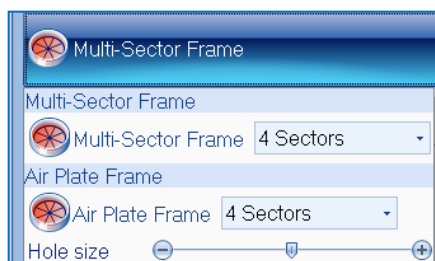 Multi-Sector Frame
Multi-Sector Frame
Multi-Sector Frame 4 Sectors
Air Plate Frame
Air Plate Frame 4 Sectors
Hole size